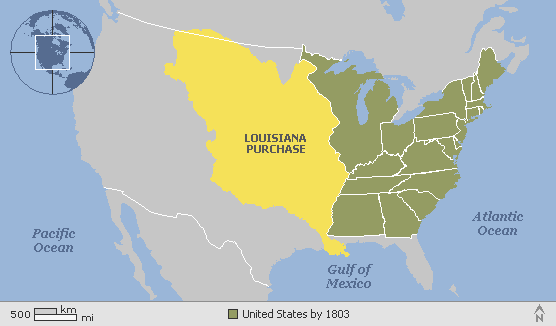 LOUISIANA
PURCHASE
Pacific
Ocean
Atlantic
Ocean
Gulf of
Mexico
500 km
mi
United States by 1803
N